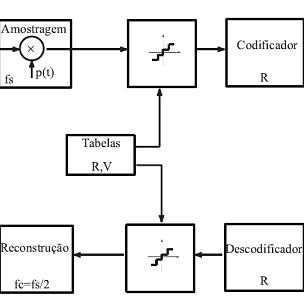 Amostragem
×
p(t)
fs
Codificador
R
Tabelas
R,V
Reconstrução
fc=fs/2
Descodificador
R